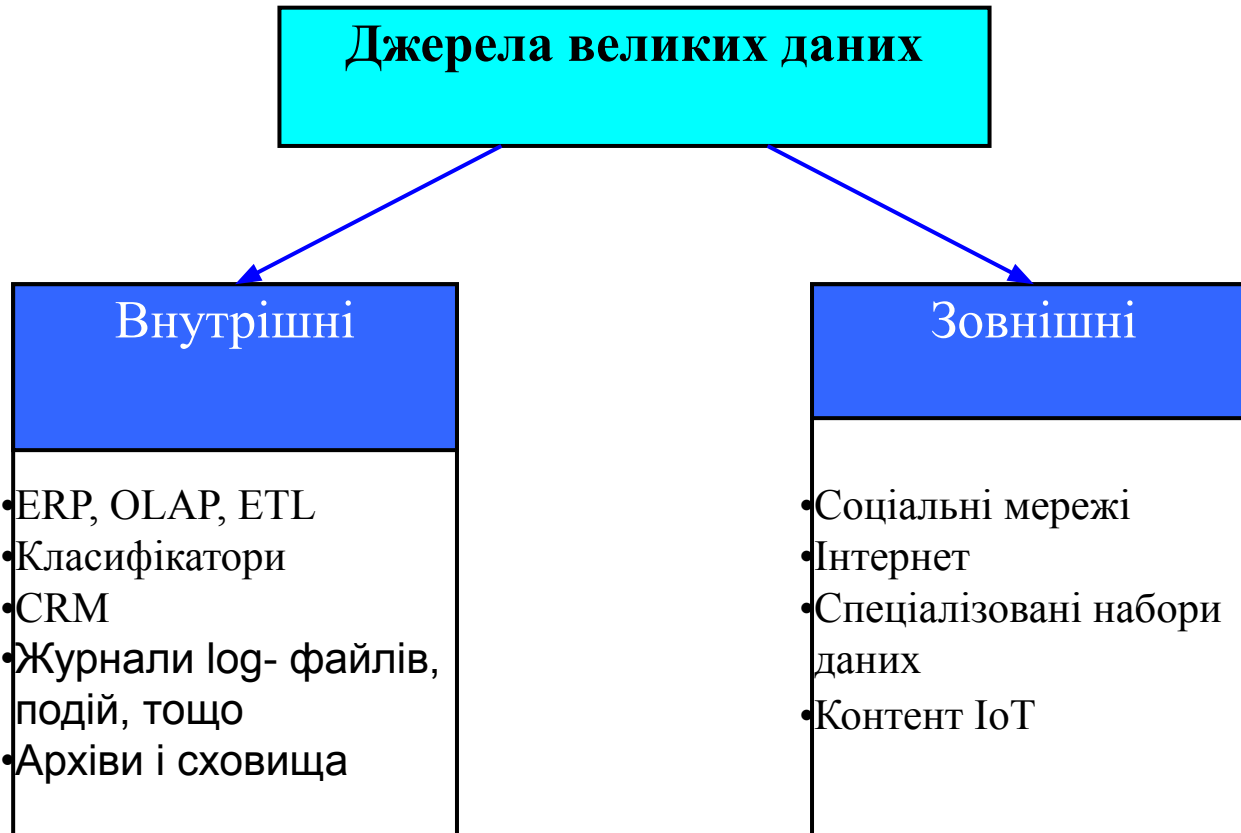 Джерела великих даних
Внутрішні
•ERP, OLAP, ETL
•Класифікатори
•CRM
•Журнали log- файлів,
подій, тощо
•Архіви і сховища
Зовнішні
•Соціальні мережі
•Інтернет
•Спеціалізовані набори
даних
•Контент IoT